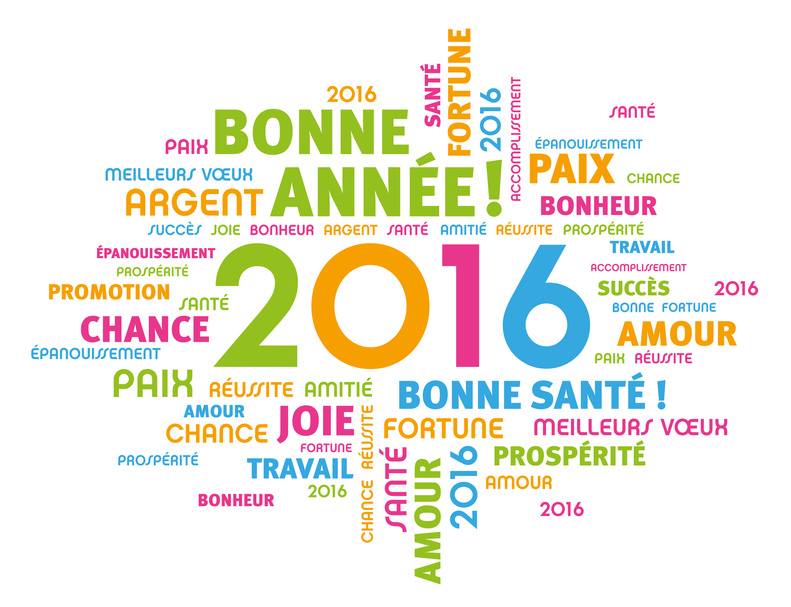 2016
SANTÉ
FORTUNE
2016
ACCOMPLISSEMENT
SANTÉ
PAIX
BONNE
ÉPANOUISSEMENT
MEILLEURS VŒUX
ANNÉE !
PAIX
CHANCE
ARGENT
BONHEUR
SUCCÈS JOIE BONHEUR ARGENT SANTÉ AMITIÉ RÉUSSITE PROSPÉRITÉ
ÉPANOUISSEMENT
TRAVAIL
PROSPÉRITÉ
ACCOMPLISSEMENT
PROMOTION
SANTÉ
2016
SUCCÈS
2016
BONNE FORTUNE
CHANCE
AMOUR
ÉPANOUISSEMENT
PAIX RÉUSSITE
PAIX
RÉUSSITE AMITIÉ
BONNE SANTÉ !
AMOUR
JOIE
CHANCE
FORTUNE
CHANCE RÉUSSITE
FORTUNE
MEILLEURS VŒUX
PROSPÉRITÉ
TRAVAIL
SANTÉ
AMOUR
2016
PROSPÉRITÉ
BONHEUR
2016
AMOUR
2016